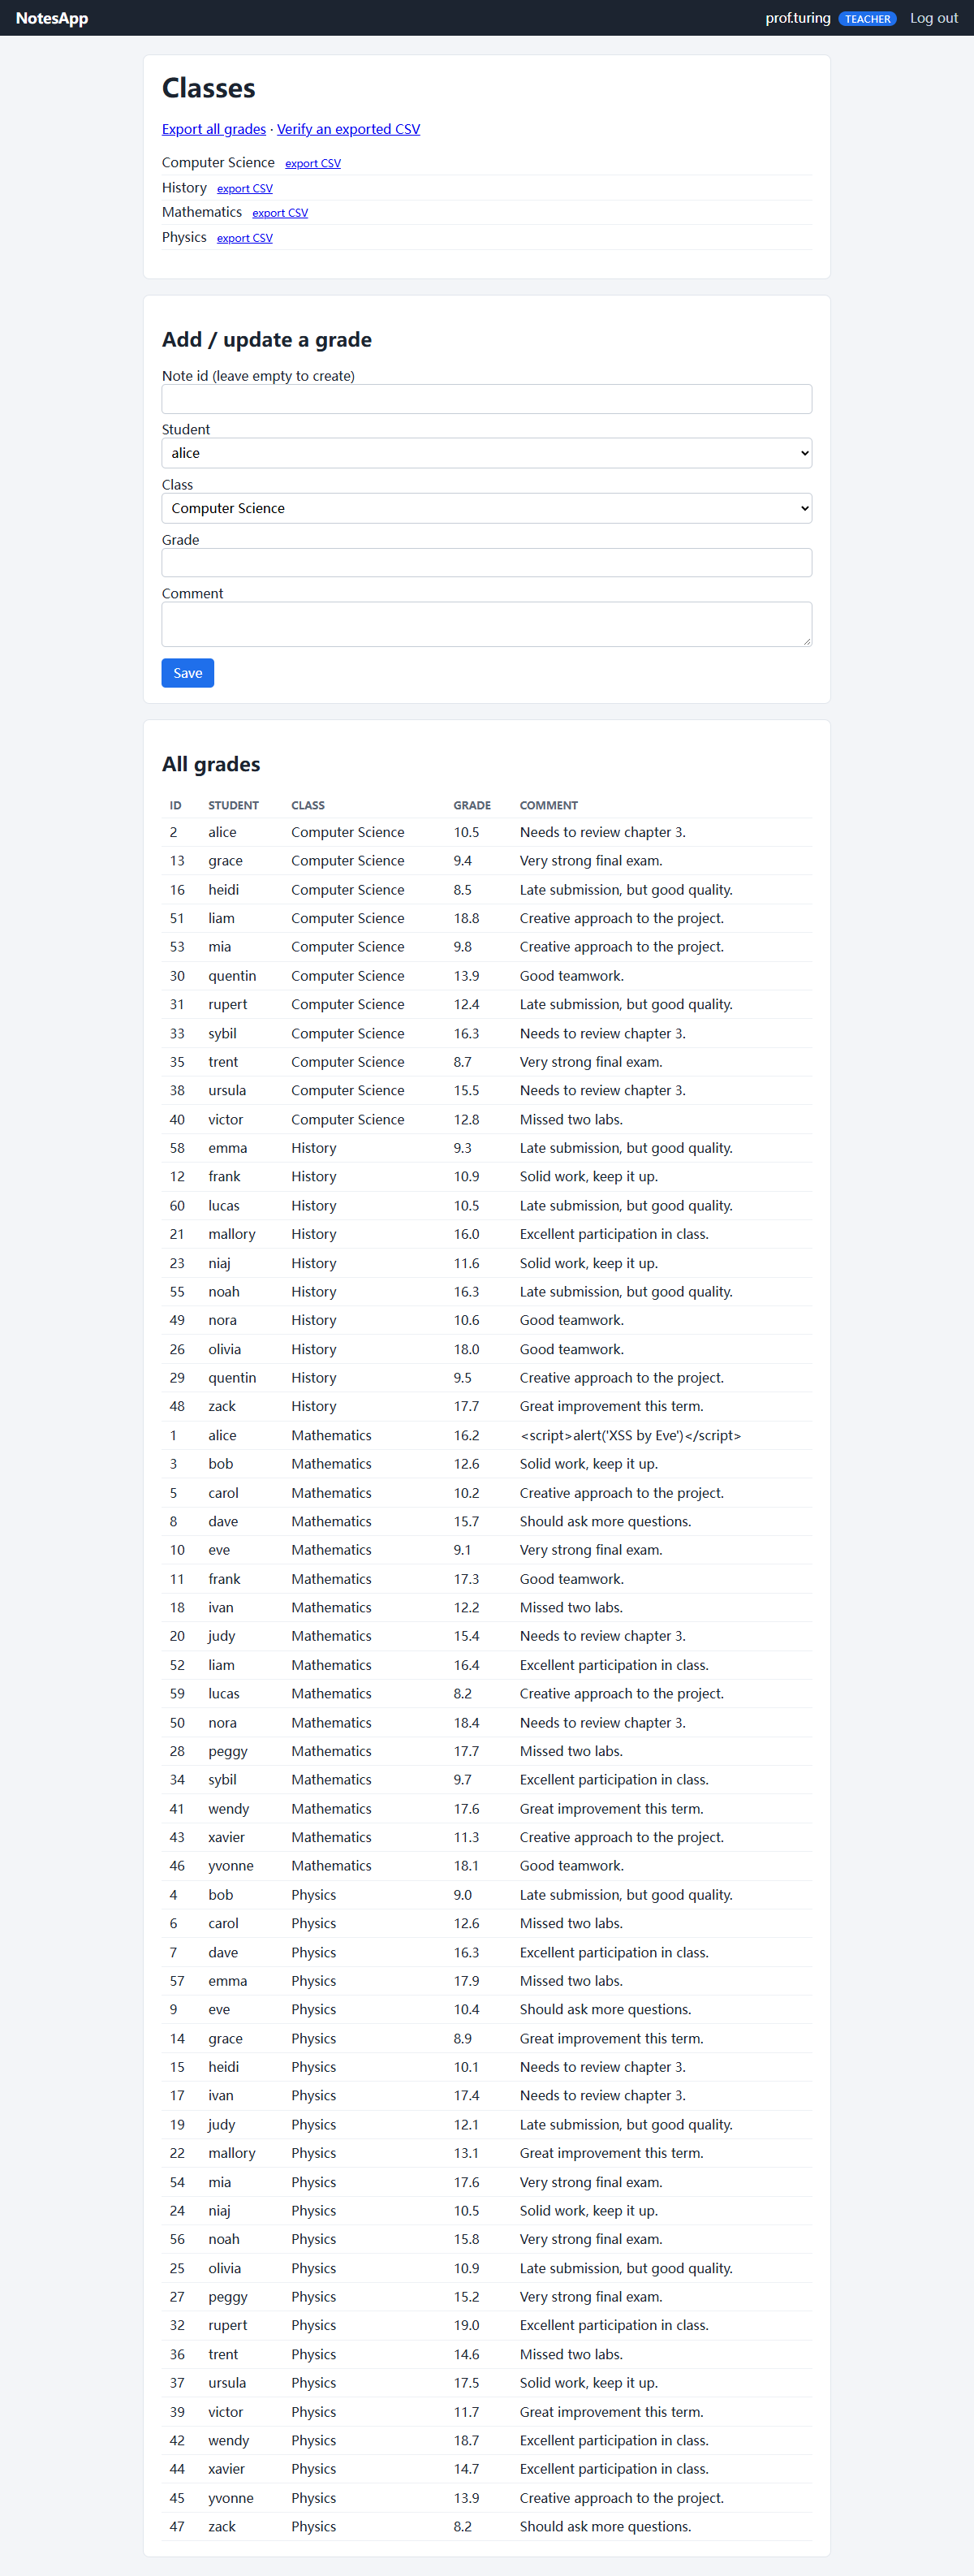 NotesApp prof.turing TEACHER Log out
Classes
Export all grades · Verify an exported CSV
Computer Science export CSV
History export CSV
Mathematics export CSV
Physics export CSV
Add / update a grade
Note id (leave empty to create)
Student
alice
Class
Computer Science
Grade
Comment
Save
All grades
ID STUDENT CLASS GRADE COMMENT
2 alice Computer Science 10.5 Needs to review chapter 3.
13 grace Computer Science 9.4 Very strong final exam.
16 heidi Computer Science 8.5 Late submission, but good quality.
51 liam Computer Science 18.8 Creative approach to the project.
53 mia Computer Science 9.8 Creative approach to the project.
30 quentin Computer Science 13.9 Good teamwork.
31 rupert Computer Science 12.4 Late submission, but good quality.
33 sybil Computer Science 16.3 Needs to review chapter 3.
35 trent Computer Science 8.7 Very strong final exam.
38 ursula Computer Science 15.5 Needs to review chapter 3.
40 victor Computer Science 12.8 Missed two labs.
58 emma History 9.3 Late submission, but good quality.
12 frank History 10.9 Solid work, keep it up.
60 lucas History 10.5 Late submission, but good quality.
21 mallory History 16.0 Excellent participation in class.
23 niaj History 11.6 Solid work, keep it up.
55 noah History 16.3 Late submission, but good quality.
49 nora History 10.6 Good teamwork.
26 olivia History 18.0 Good teamwork.
29 quentin History 9.5 Creative approach to the project.
48 zack History 17.7 Great improvement this term.
1 alice Mathematics 16.2 <script>alert('XSS by Eve')</script>
3 bob Mathematics 12.6 Solid work, keep it up.
5 carol Mathematics 10.2 Creative approach to the project.
8 dave Mathematics 15.7 Should ask more questions.
10 eve Mathematics 9.1 Very strong final exam.
11 frank Mathematics 17.3 Good teamwork.
18 ivan Mathematics 12.2 Missed two labs.
20 judy Mathematics 15.4 Needs to review chapter 3.
52 liam Mathematics 16.4 Excellent participation in class.
59 lucas Mathematics 8.2 Creative approach to the project.
50 nora Mathematics 18.4 Needs to review chapter 3.
28 peggy Mathematics 17.7 Missed two labs.
34 sybil Mathematics 9.7 Excellent participation in class.
41 wendy Mathematics 17.6 Great improvement this term.
43 xavier Mathematics 11.3 Creative approach to the project.
46 yvonne Mathematics 18.1 Good teamwork.
4 bob Physics 9.0 Late submission, but good quality.
6 carol Physics 12.6 Missed two labs.
7 dave Physics 16.3 Excellent participation in class.
57 emma Physics 17.9 Missed two labs.
9 eve Physics 10.4 Should ask more questions.
14 grace Physics 8.9 Great improvement this term.
15 heidi Physics 10.1 Needs to review chapter 3.
17 ivan Physics 17.4 Needs to review chapter 3.
19 judy Physics 12.1 Late submission, but good quality.
22 mallory Physics 13.1 Great improvement this term.
54 mia Physics 17.6 Very strong final exam.
24 niaj Physics 10.5 Solid work, keep it up.
56 noah Physics 15.8 Very strong final exam.
25 olivia Physics 10.9 Late submission, but good quality.
27 peggy Physics 15.2 Very strong final exam.
32 rupert Physics 19.0 Excellent participation in class.
36 trent Physics 14.6 Missed two labs.
37 ursula Physics 17.5 Solid work, keep it up.
39 victor Physics 11.7 Great improvement this term.
42 wendy Physics 18.7 Excellent participation in class.
44 xavier Physics 14.7 Excellent participation in class.
45 yvonne Physics 13.9 Creative approach to the project.
47 zack Physics 8.2 Should ask more questions.